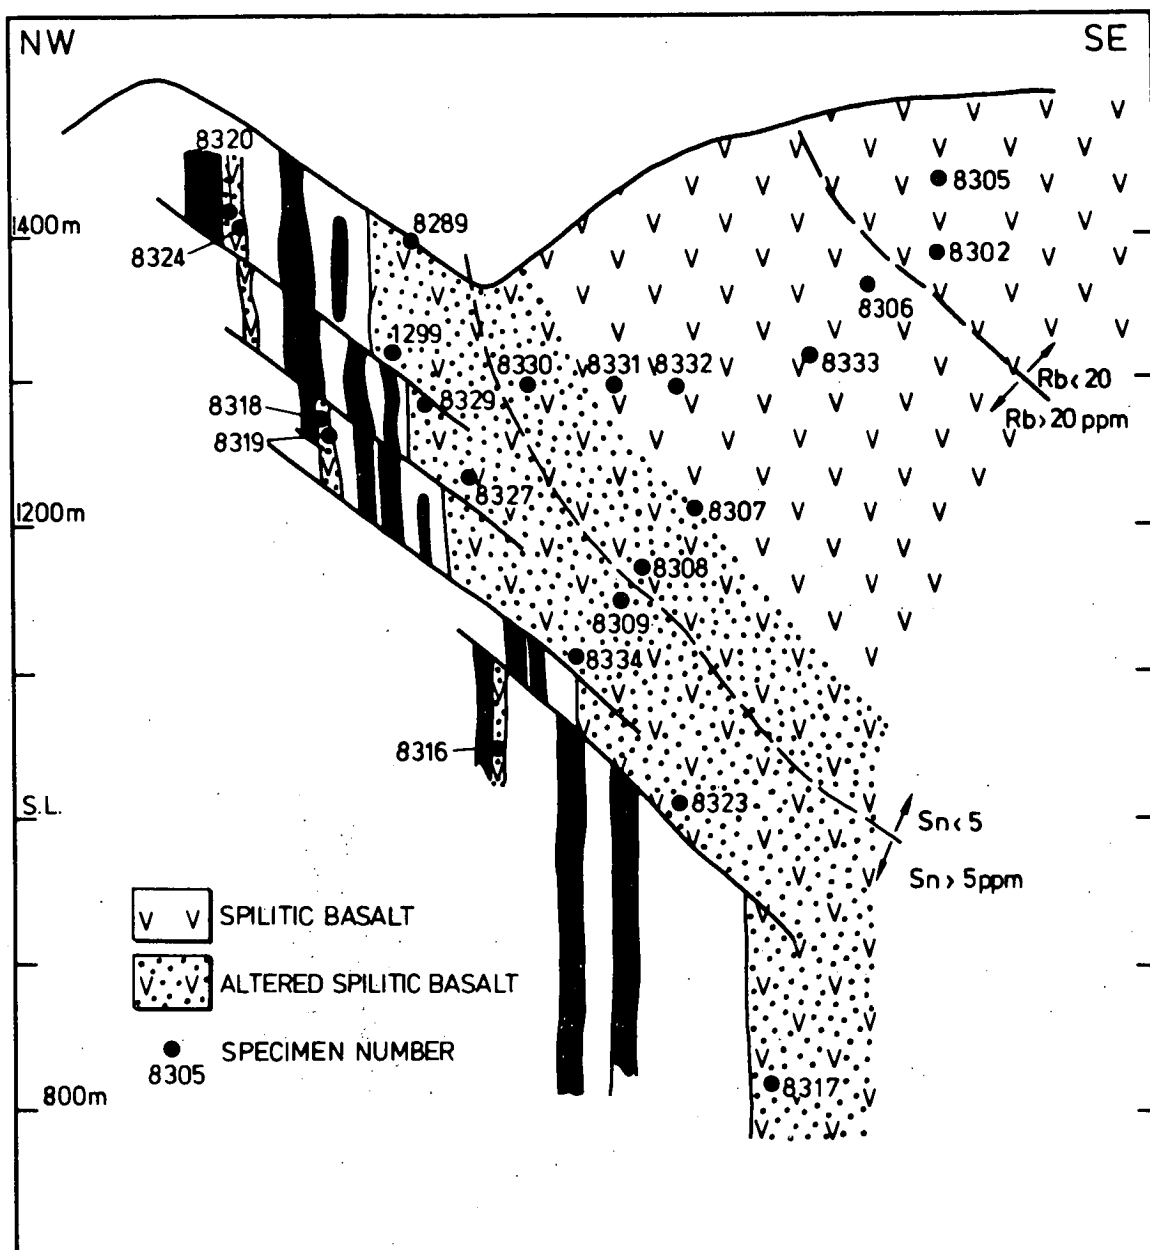 NW
SE
8320
8305
1400m
8289
8324
8302
8306
1299
8330
8331
8332
8333
Rb < 20
8318
8329
Rb > 20 ppm
8319
8327
1200m
8307
8308
8309
8334
8316
S.L.
8323
Sn < 5
Sn > 5ppm
V V SPILITIC BASALT
V V ALTERED SPILITIC BASALT
SPECIMEN NUMBER
8305
8317
800m